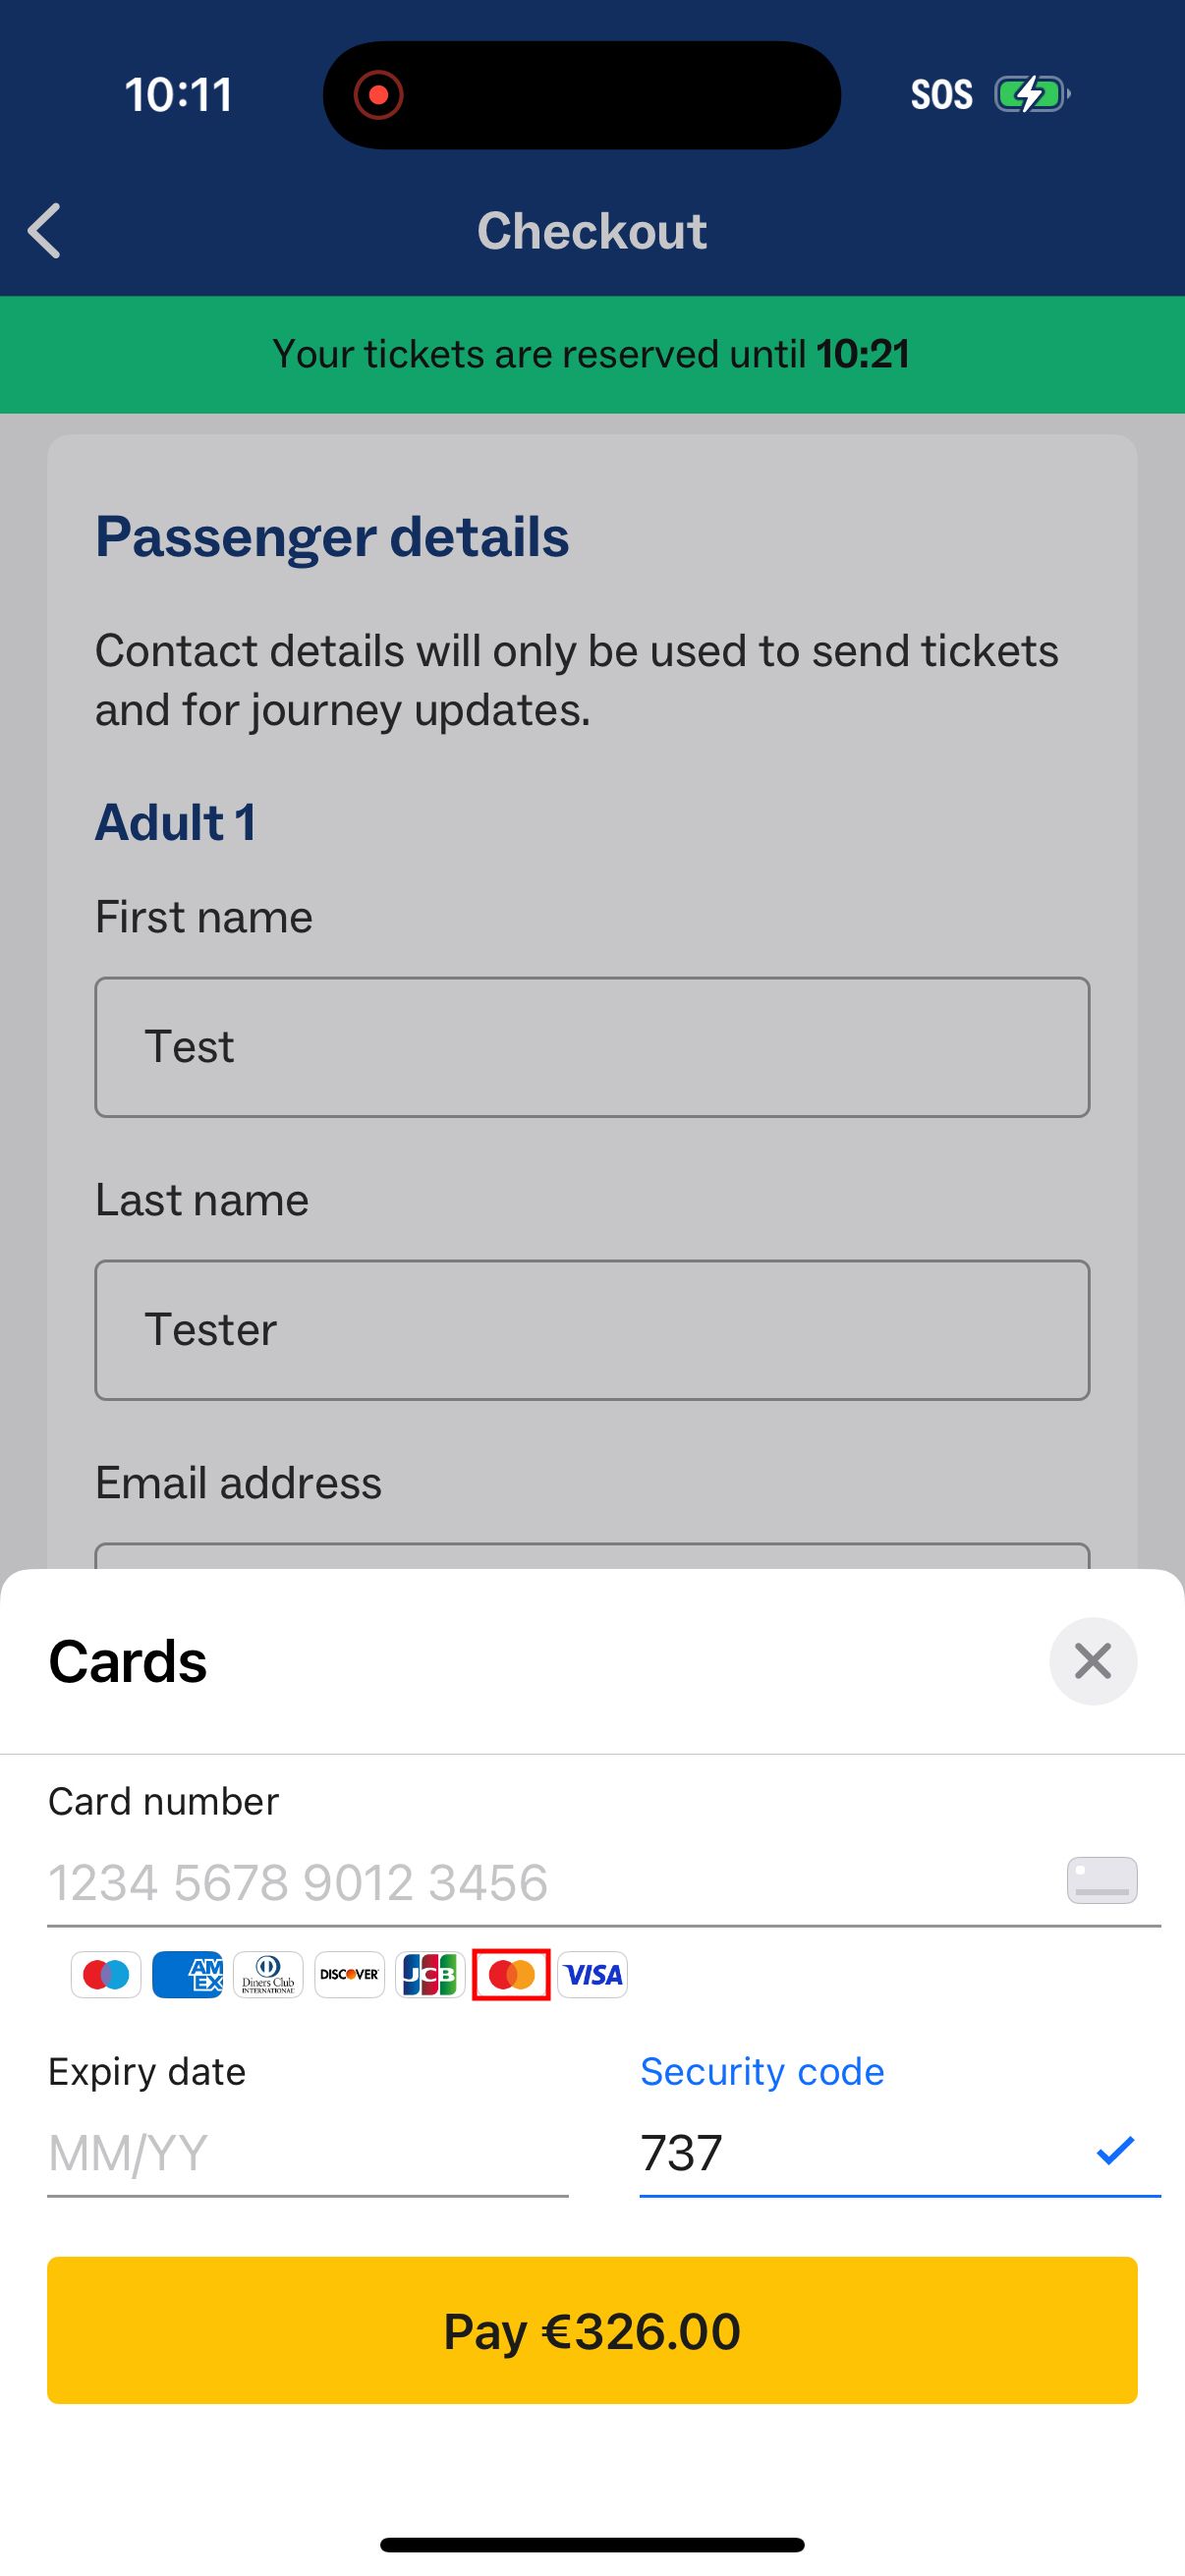 10:11
SOS
Checkout
Your tickets are reserved until 10:21
Passenger details
Contact details will only be used to send tickets
and for journey updates.
Adult 1
First name
Test
Last name
Tester
Email address
Cards
Card number
1234 5678 9012 3456
AM
EX
Diners Club
INTERNATIONAL
DISCOVER
JCB
VISA
Expiry date
Security code
MM/YY
737
Pay €326.00